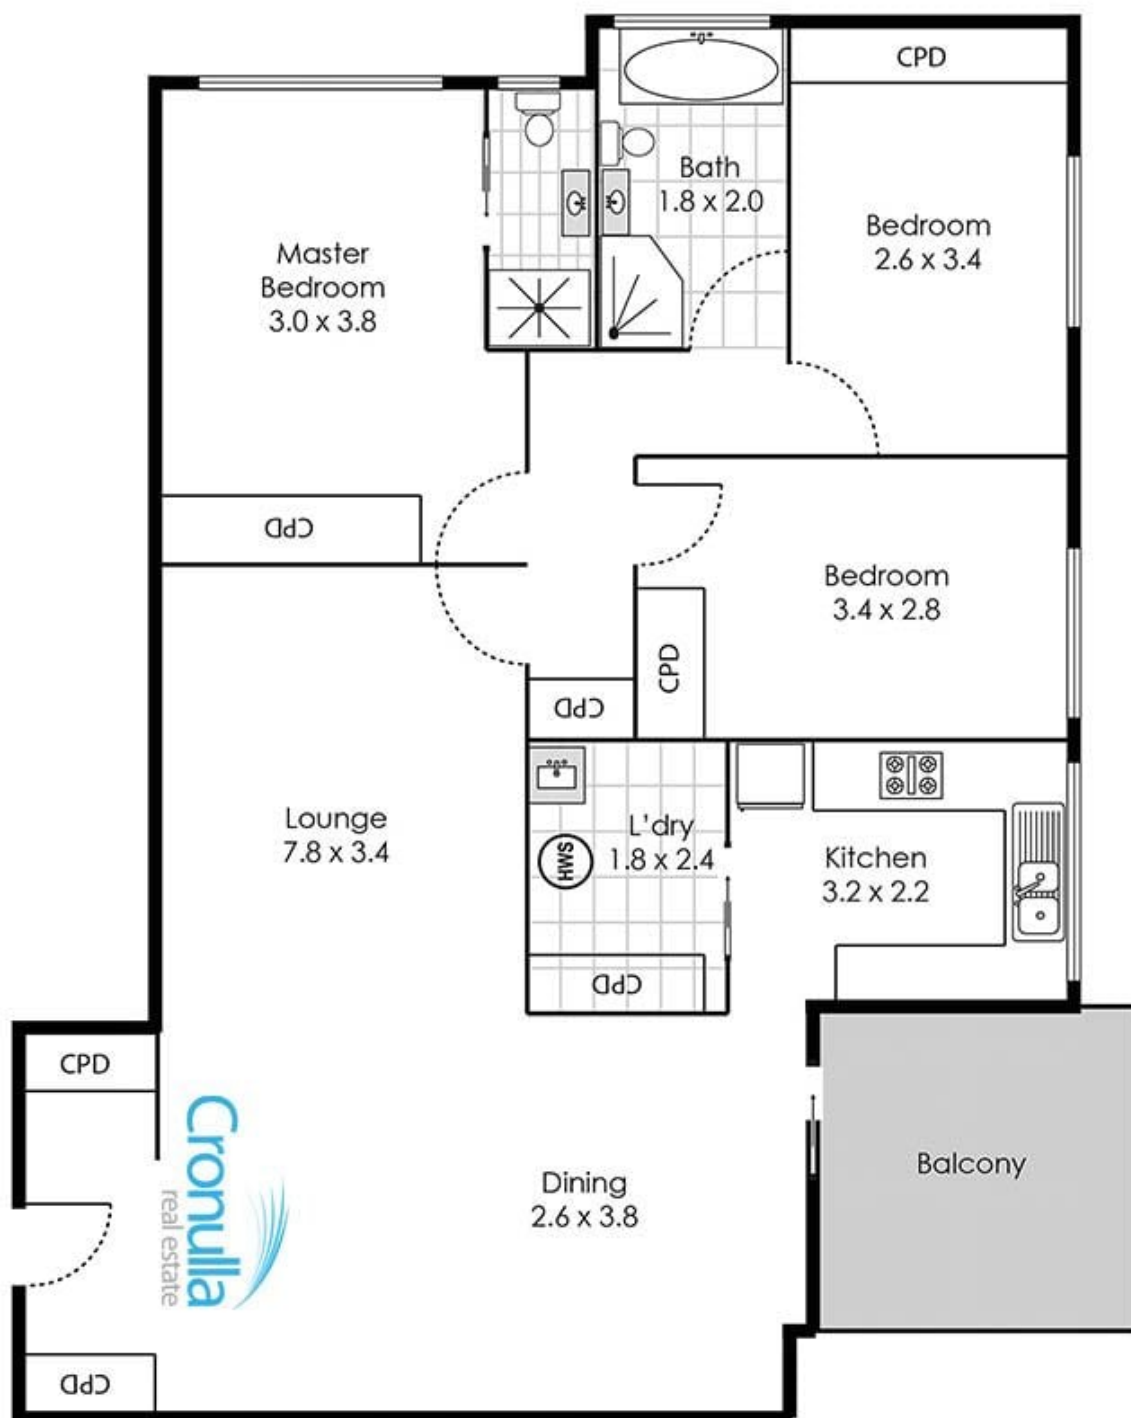 CPD
Bath
1.8 x 2.0
Bedroom
2.6 x 3.4
Master
Bedroom
3.0 x 3.8
CPD
Bedroom
3.4 x 2.8
CPD
CPD
Lounge
7.8 x 3.4
L'dry
1.8 x 2.4
HWS
Kitchen
3.2 x 2.2
CPD
CPD
Cronulla
real estate
Dining
2.6 x 3.8
Balcony
CPD